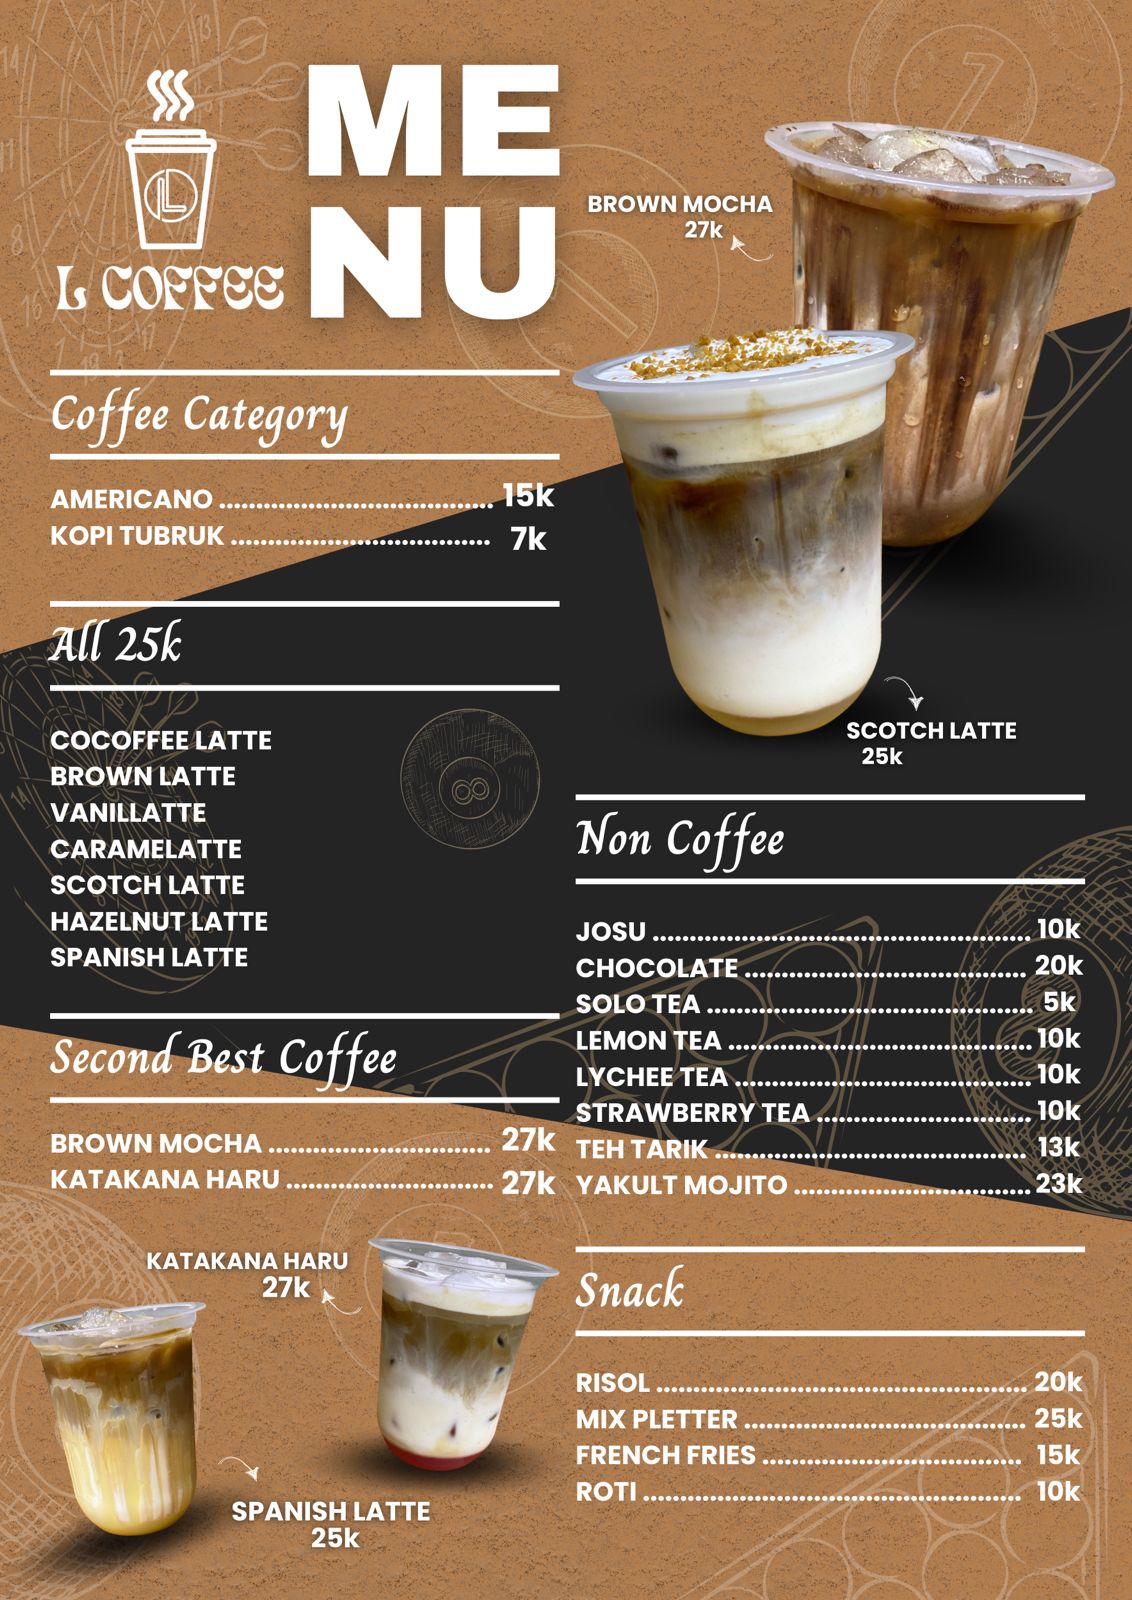 L COFFEE
ME
NU
BROWN MOCHA
27k
Coffee Category
AMERICANO ........................................ 15k
KOPI TUBRUK ...................................... 7k
All 25k
COCOFFEE LATTE
BROWN LATTE
VANILLATTE
CARAMELATTE
SCOTCH LATTE
HAZELNUT LATTE
SPANISH LATTE
SCOTCH LATTE
25k
Second Best Coffee
BROWN MOCHA ................................. 27k
KATAKANA HARU ............................... 27k
KATAKANA HARU
27k
SPANISH LATTE
25k
Non Coffee
JOSU ..................................................... 10k
CHOCOLATE ........................................ 20k
SOLO TEA .............................................. 5k
LEMON TEA ........................................... 10k
LYCHEE TEA .......................................... 10k
STRAWBERRY TEA ............................... 10k
TEH TARIK ............................................. 13k
YAKULT MOJITO .................................. 23k
Snack
RISOL ..................................................... 20k
MIX PLETTER ........................................ 25k
FRENCH FRIES ..................................... 15k
ROTI ...................................................... 10k